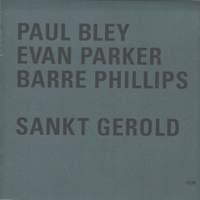 PAUL BLEY
EVAN PARKER
BARRE PHILLIPS
SANKT GEROLD